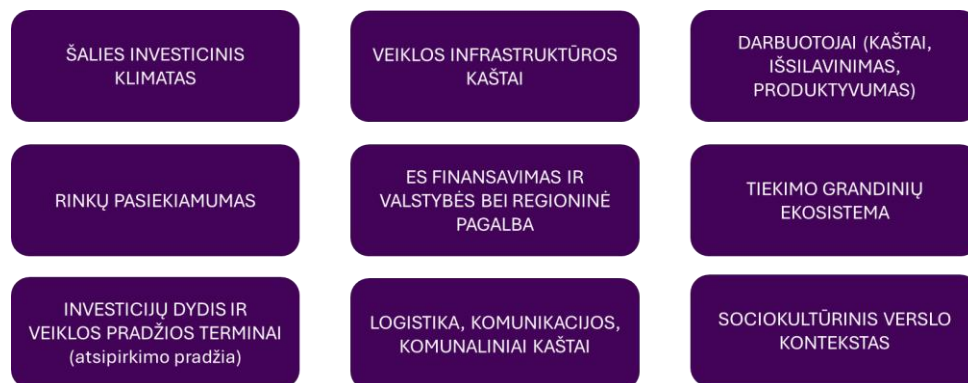 ŠALIES INVESTICINIS
KLIMATAS
VEIKLOS INFRASTRUKTŪROS
KAŠTAI
DARBUOTOJAI (KAŠTAI,
IŠSILAVINIMAS,
PRODUKTYVUMAS)
RINKŲ PASIEKIAMUMAS
ES FINANSAVIMAS IR
VALSTYBĖS BEI REGIONINĖ
PAGALBA
TIEKIMO GRANDINIŲ
EKOSISTEMA
INVESTICIJŲ DYDIS IR
VEIKLOS PRADŽIOS TERMINAI
(atsipirkimo pradžia)
LOGISTIKA, KOMUNIKACIJOS,
KOMUNALINIAI KAŠTAI
SOCIOKULTŪRINIS VERSLO
KONTEKSTAS